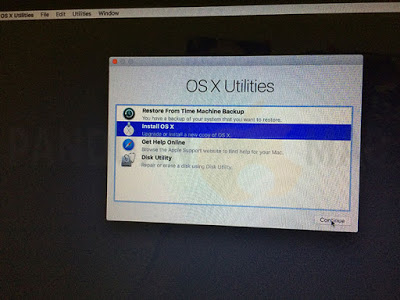 OS X Utilities File Edit Utilities Window
OS X Utilities
Restore From Time Machine Backup
You have a backup of your system that you want to restore.
Install OS X
Upgrade or install a new copy of OS X.
Get Help Online
Browse the Apple Support website to find help for your Mac.
Disk Utility
Repair or erase a disk using Disk Utility.
Continue